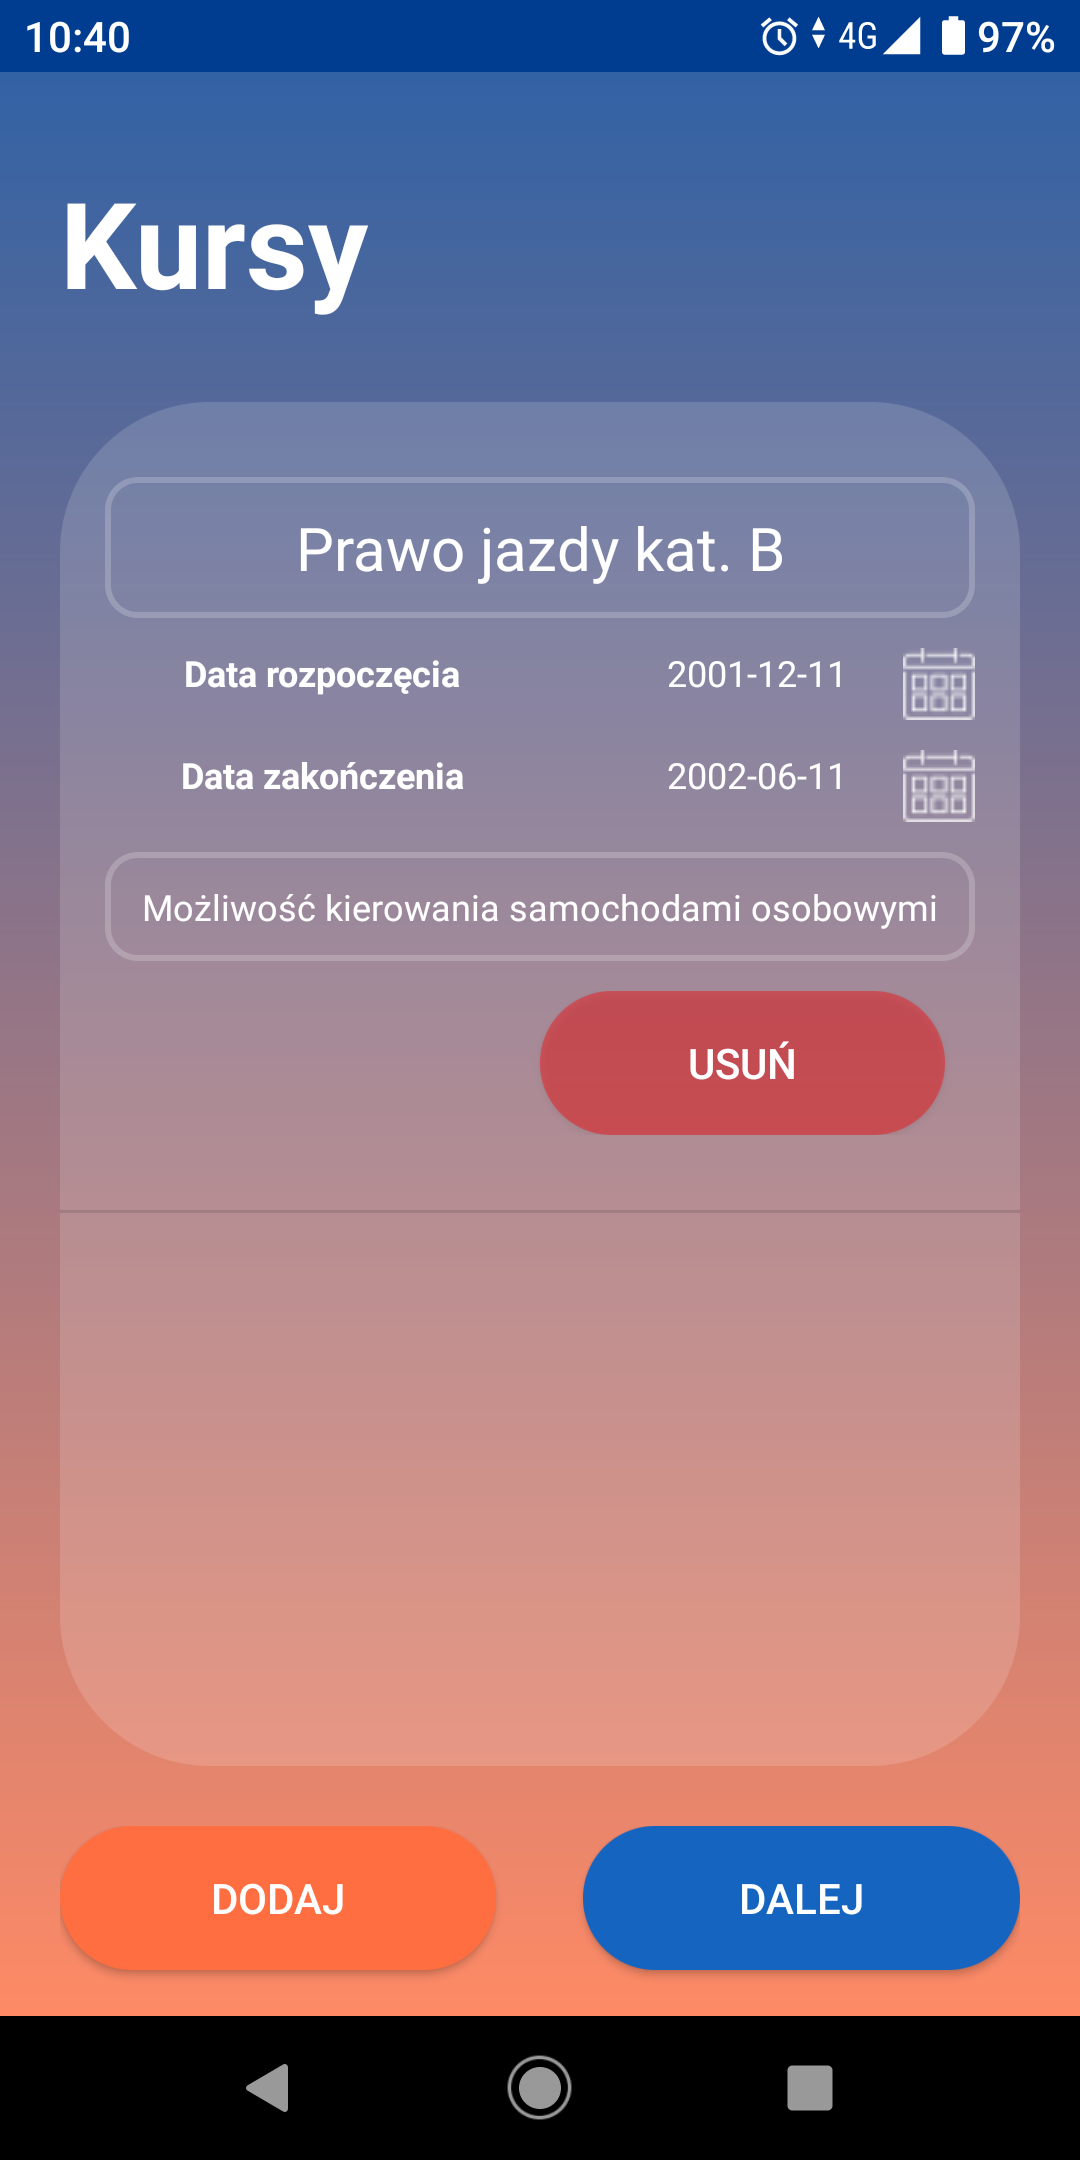 10:40
4G
97%
Kursy
Prawo jazdy kat. B
Data rozpoczęcia
2001-12-11
Data zakończenia
2002-06-11
Możliwość kierowania samochodami osobowymi
USUŃ
DODAJ
DALEJ